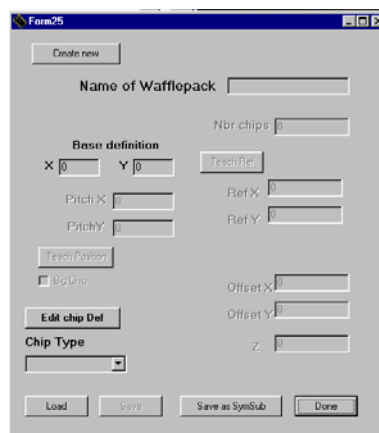 Form25
Create new
Name of Wafflepack
Nbr chips 0
Base definition
X 0 Y 0
Teach Ref
Pitch X 0
Ref X 0
PitchY 0
Ref Y 0
Teach Position
Big Chip
Offset X 0
Edit chip Def
Offset Y 0
Chip Type
Z 0
Load Save Save as SymSub Done